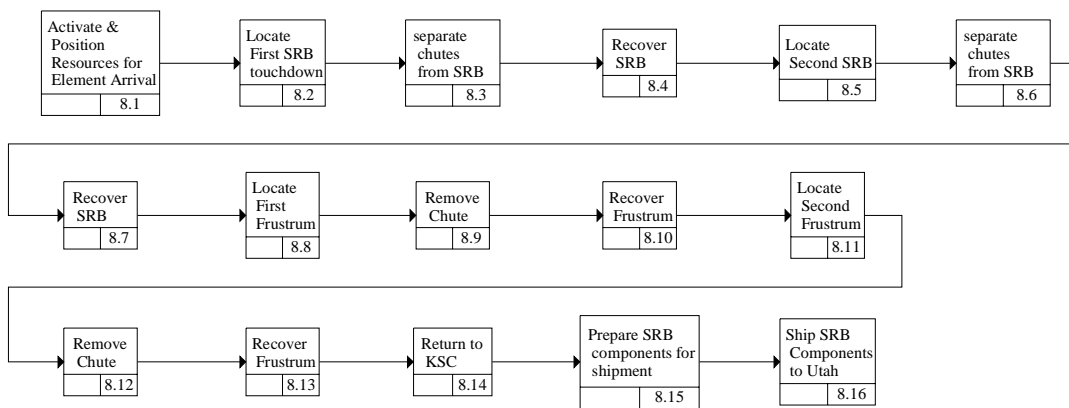 Activate &
Position
Resources for
Element Arrival
8.1
Locate
First SRB
touchdown
8.2
separate
chutes
from SRB
8.3
Recover
SRB
8.4
Locate
Second SRB
8.5
separate
chutes
from SRB
8.6
Recover
SRB
8.7
Locate
First
Frustrum
8.8
Remove
Chute
8.9
Recover
Frustrum
8.10
Locate
Second
Frustrum
8.11
Remove
Chute
8.12
Recover
Frustrum
8.13
Return to
KSC
8.14
Prepare SRB
components for
shipment
8.15
Ship SRB
Components
to Utah
8.16